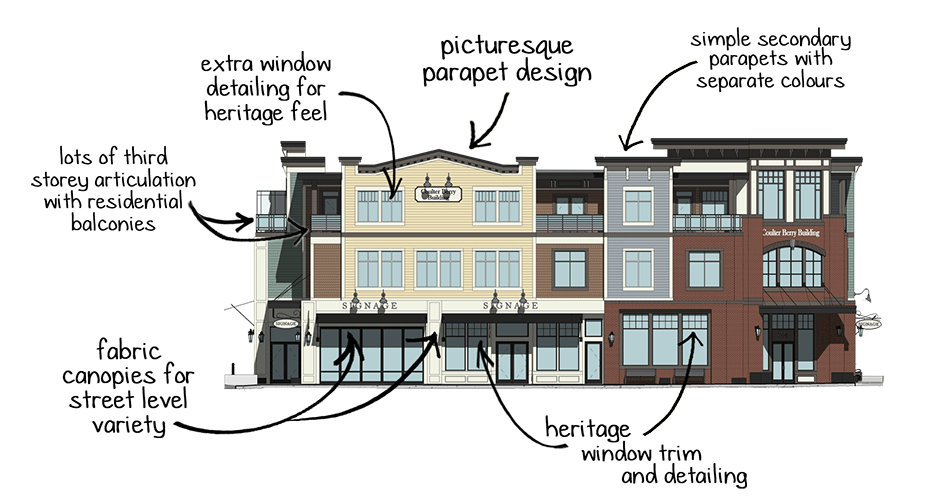 picturesque
parapet design
simple secondary
parapets with
separate colours
extra window
detailing for
heritage feel
lots of third
storey articulation
with residential
balconies
Coulter Berry
Building
Coulter Berry Building
SIGNAGE
SIGNAGE
SIGNAGE
SIGNAGE
fabric
canopies for
street level
variety
heritage
window trim
and detailing